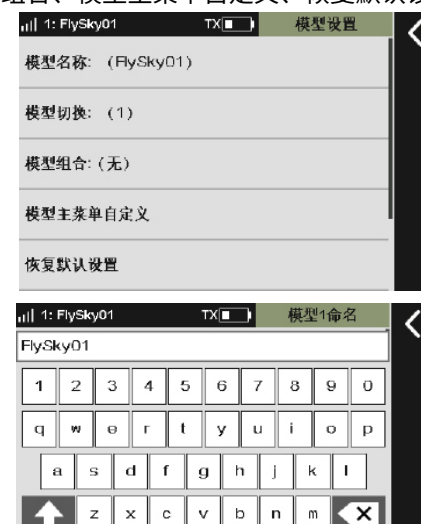 1: FlySky01 TX 模型设置
模型名称: (FlySky01)
模型切换: (1)
模型组合: (无)
模型主菜单自定义
恢复默认设置
1: FlySky01 TX 模型1命名
FlySky01
1 2 3 4 5 6 7 8 9 0
q w e r t y u i o p
a s d f g h j k l
z x c v b n m